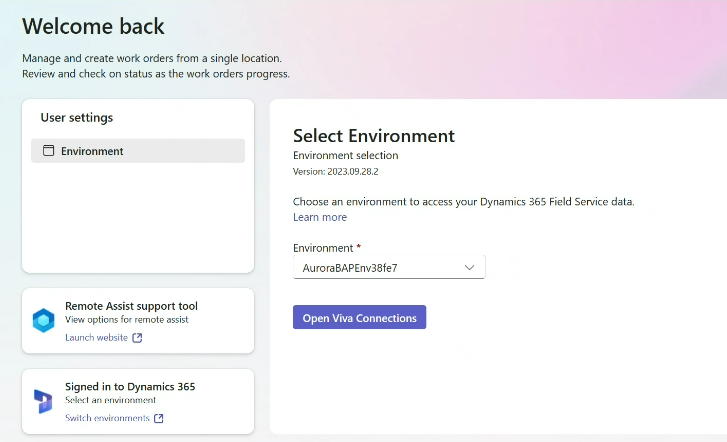 Welcome back
Manage and create work orders from a single location.
Review and check on status as the work orders progress.
User settings
Environment
Remote Assist support tool
View options for remote assist
Launch website
Signed in to Dynamics 365
Select an environment
Switch environments
Select Environment
Environment selection
Version: 2023.09.28.2
Choose an environment to access your Dynamics 365 Field Service data.
Learn more
Environment *
AuroraBAPEnv38fe7
Open Viva Connections